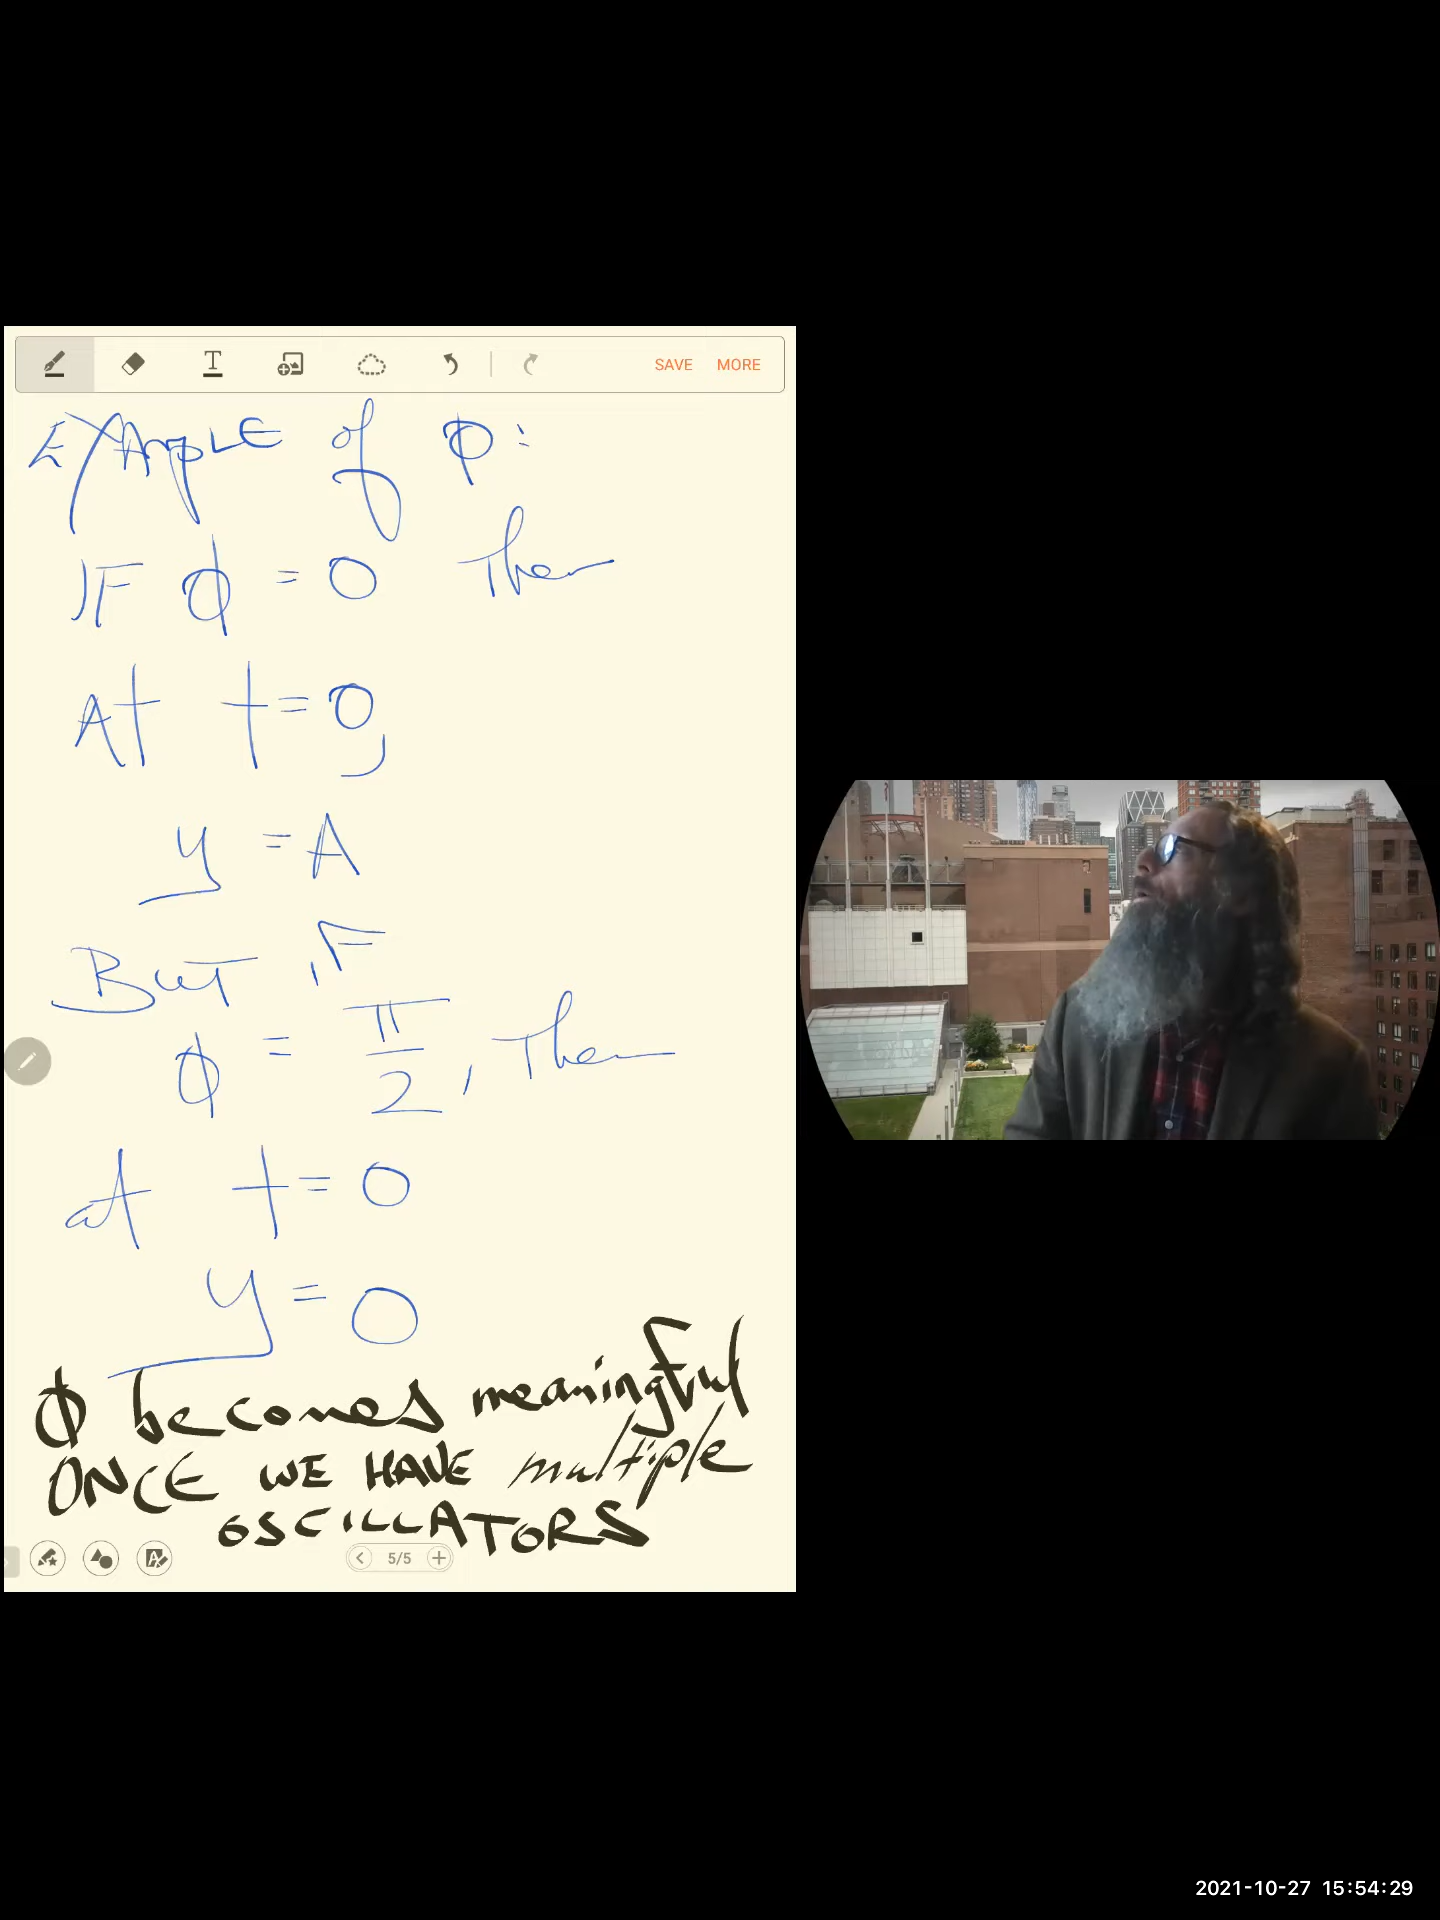 SAVE MORE
EXAMPLE of Φ:
IF Φ = 0 Then
At t = 0,
y = A
But IF
Φ = π/2, Then
at t = 0
y = 0
Φ becomes meaningful
ONCE WE HAVE multiple
OSCILLATORS
5/5
2021-10-27 15:54:29